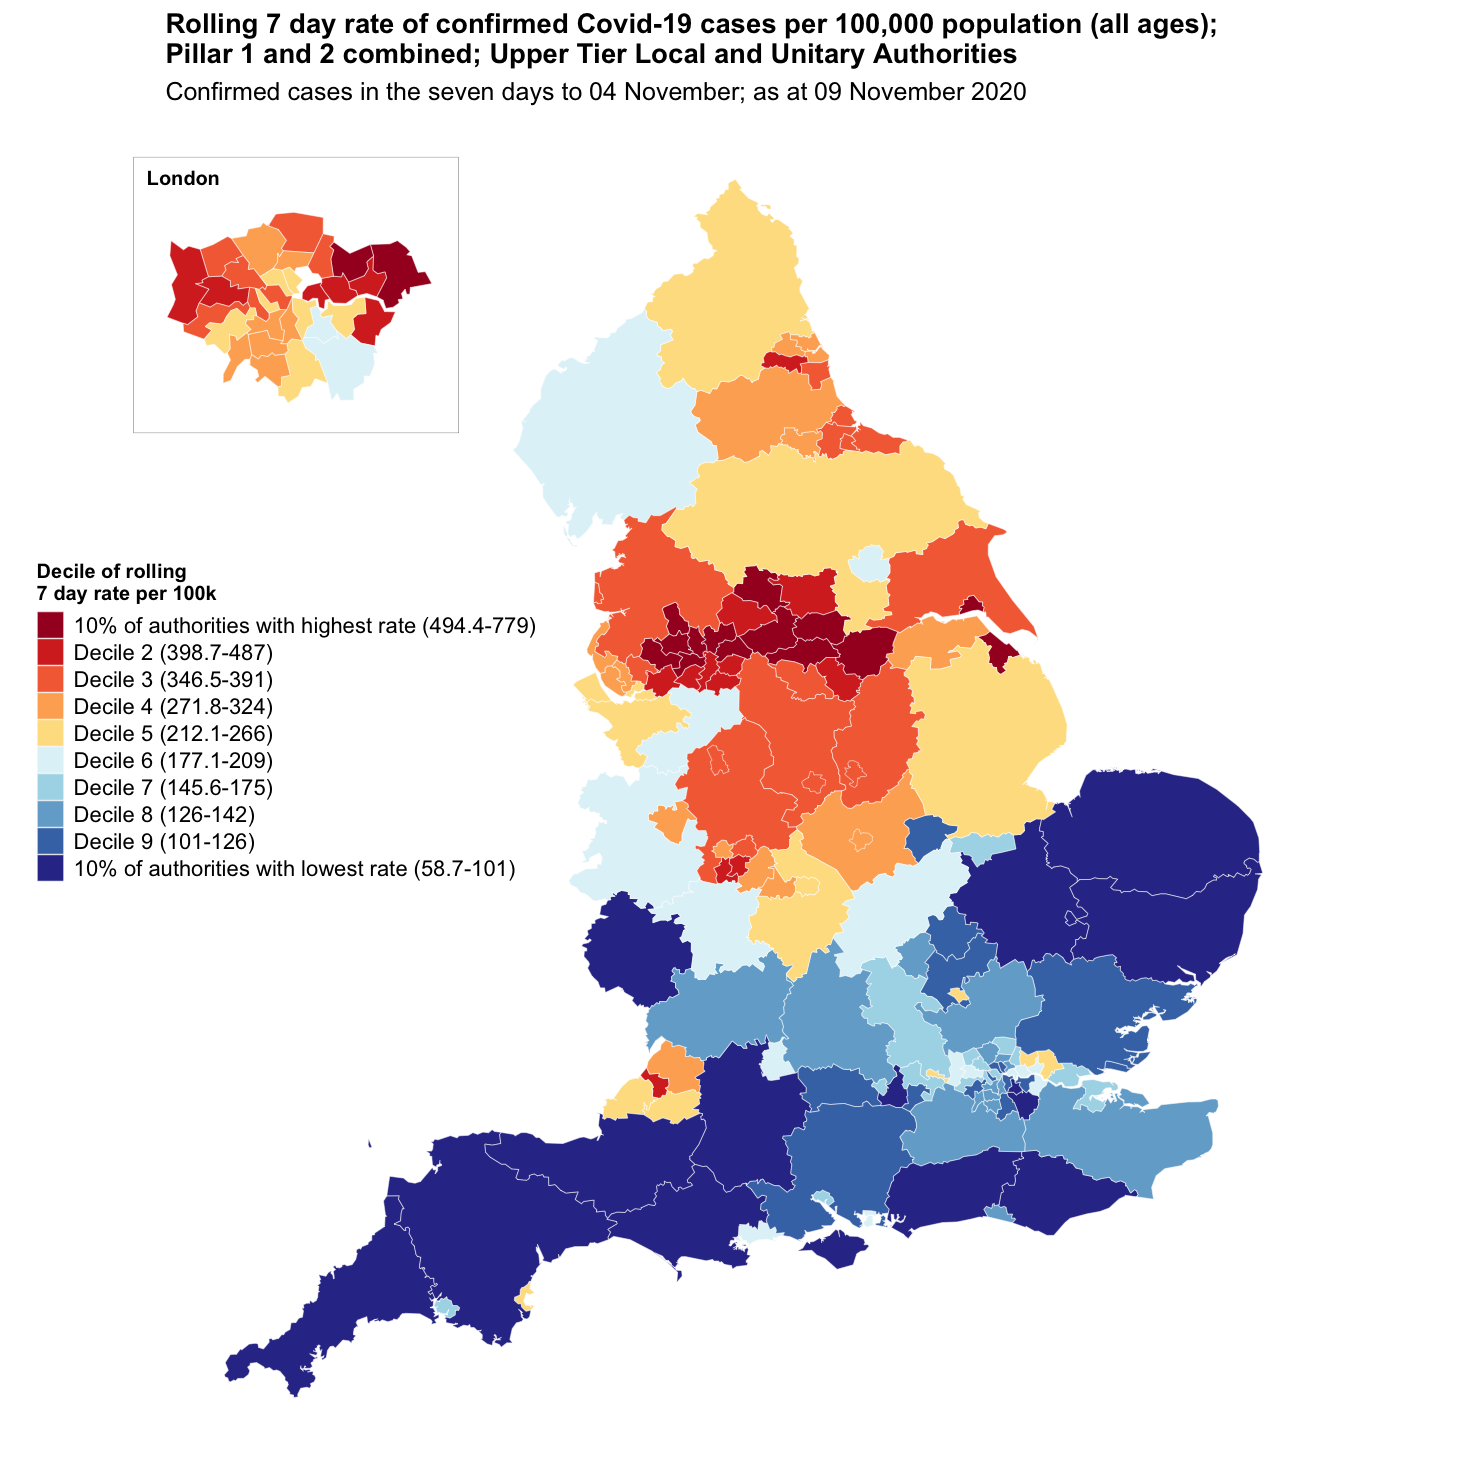 Rolling 7 day rate of confirmed Covid-19 cases per 100,000 population (all ages);
Pillar 1 and 2 combined; Upper Tier Local and Unitary Authorities
Confirmed cases in the seven days to 04 November; as at 09 November 2020
London
Decile of rolling
7 day rate per 100k
10% of authorities with highest rate (494.4-779)
Decile 2 (398.7-487)
Decile 3 (346.5-391)
Decile 4 (271.8-324)
Decile 5 (212.1-266)
Decile 6 (177.1-209)
Decile 7 (145.6-175)
Decile 8 (126-142)
Decile 9 (101-126)
10% of authorities with lowest rate (58.7-101)